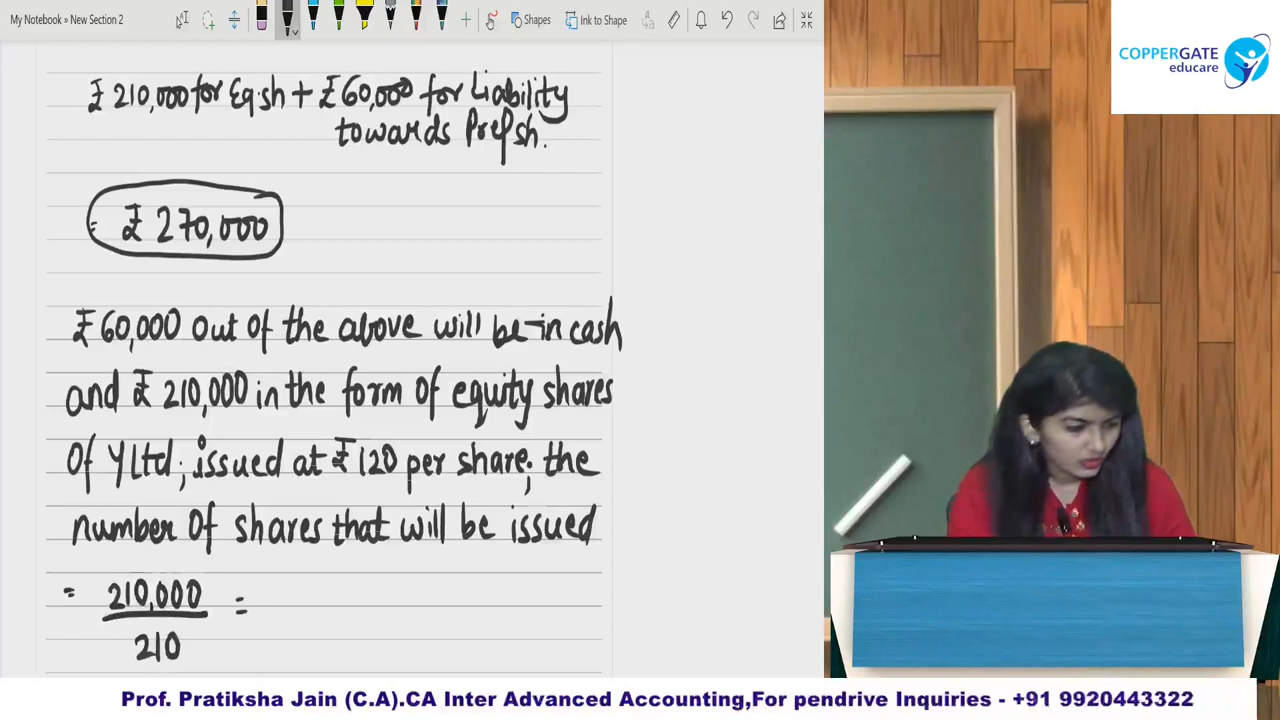 My Notebook » New Section 2
Shapes
Ink to Shape
COPPERGATE
educare
₹ 210,000 for Eq.sh + ₹ 60,000 for Liability
towards Prefsh.
= ₹ 270,000
₹ 60,000 out of the above will be in cash
and ₹ 210,000 in the form of equity shares
Of Y Ltd; issued at ₹ 120 per share; the
number of shares that will be issued
= 210,000 =
210
Prof. Pratiksha Jain (C.A).CA Inter Advanced Accounting,For pendrive Inquiries - +91 9920443322